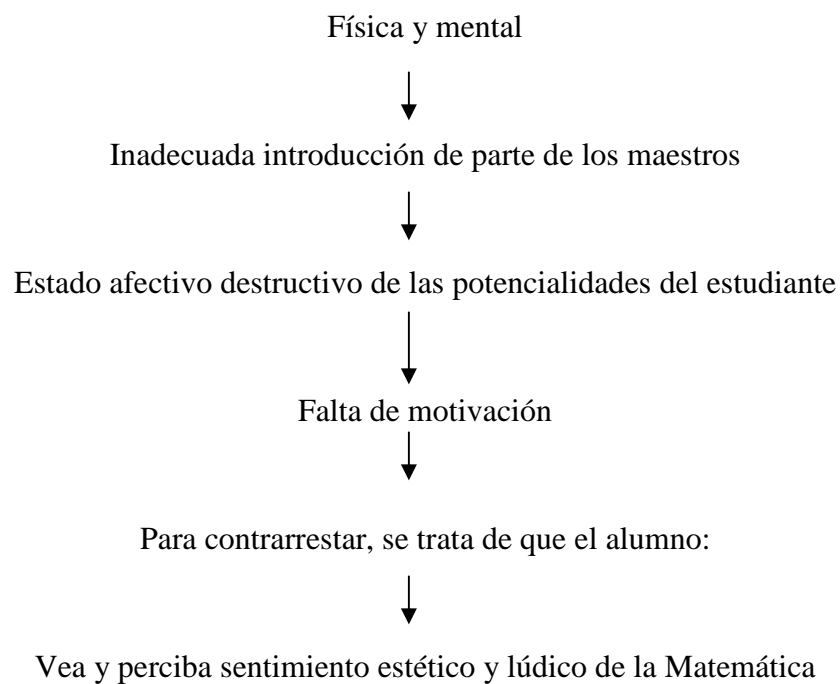 Física y mental
Inadecuada introducción de parte de los maestros
Estado afectivo destructivo de las potencialidades del estudiante
Falta de motivación
Para contrarrestar, se trata de que el alumno:
Vea y perciba sentimiento estético y lúdico de la Matemática